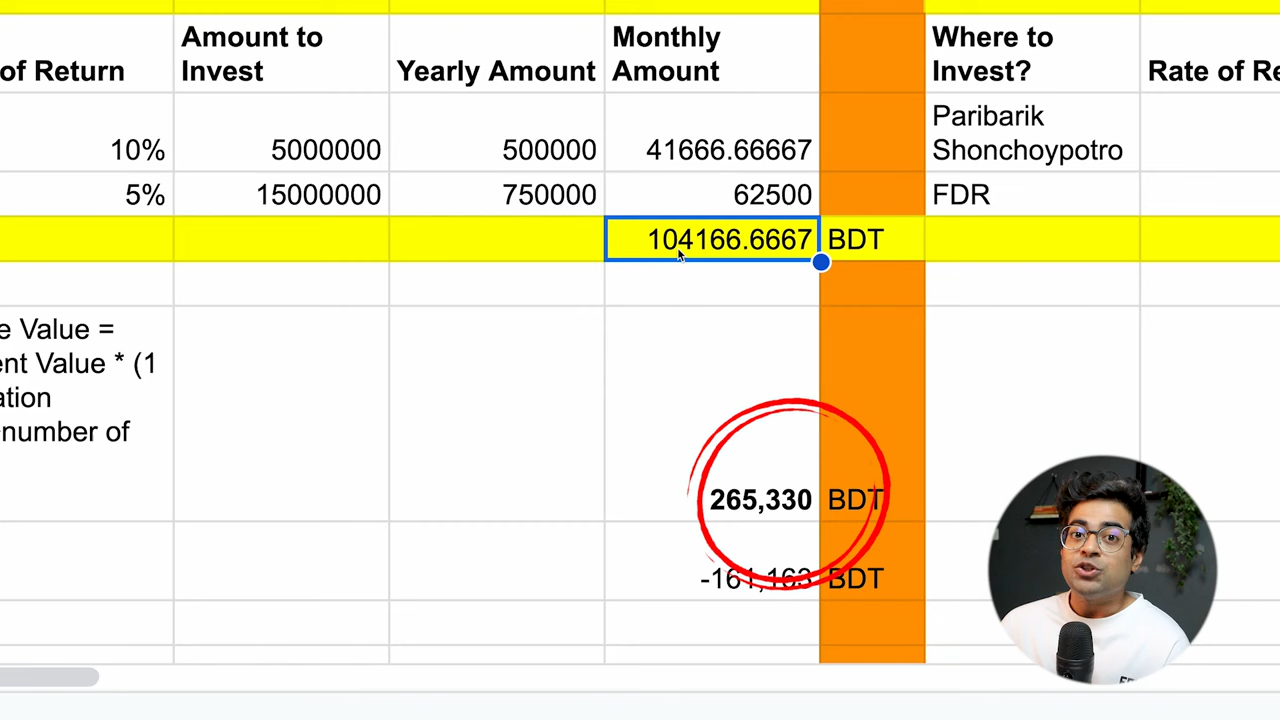 of Return
Amount to
Invest
Yearly Amount
Monthly
Amount
Where to
Invest?
Rate of Re
10%
5000000
500000
41666.66667
Paribarik
Shonchoypotro
5%
15000000
750000
62500
FDR
104166.6667
BDT
e Value =
ent Value * (1
ation
number of
265,330
BDT
-161,163
BDT